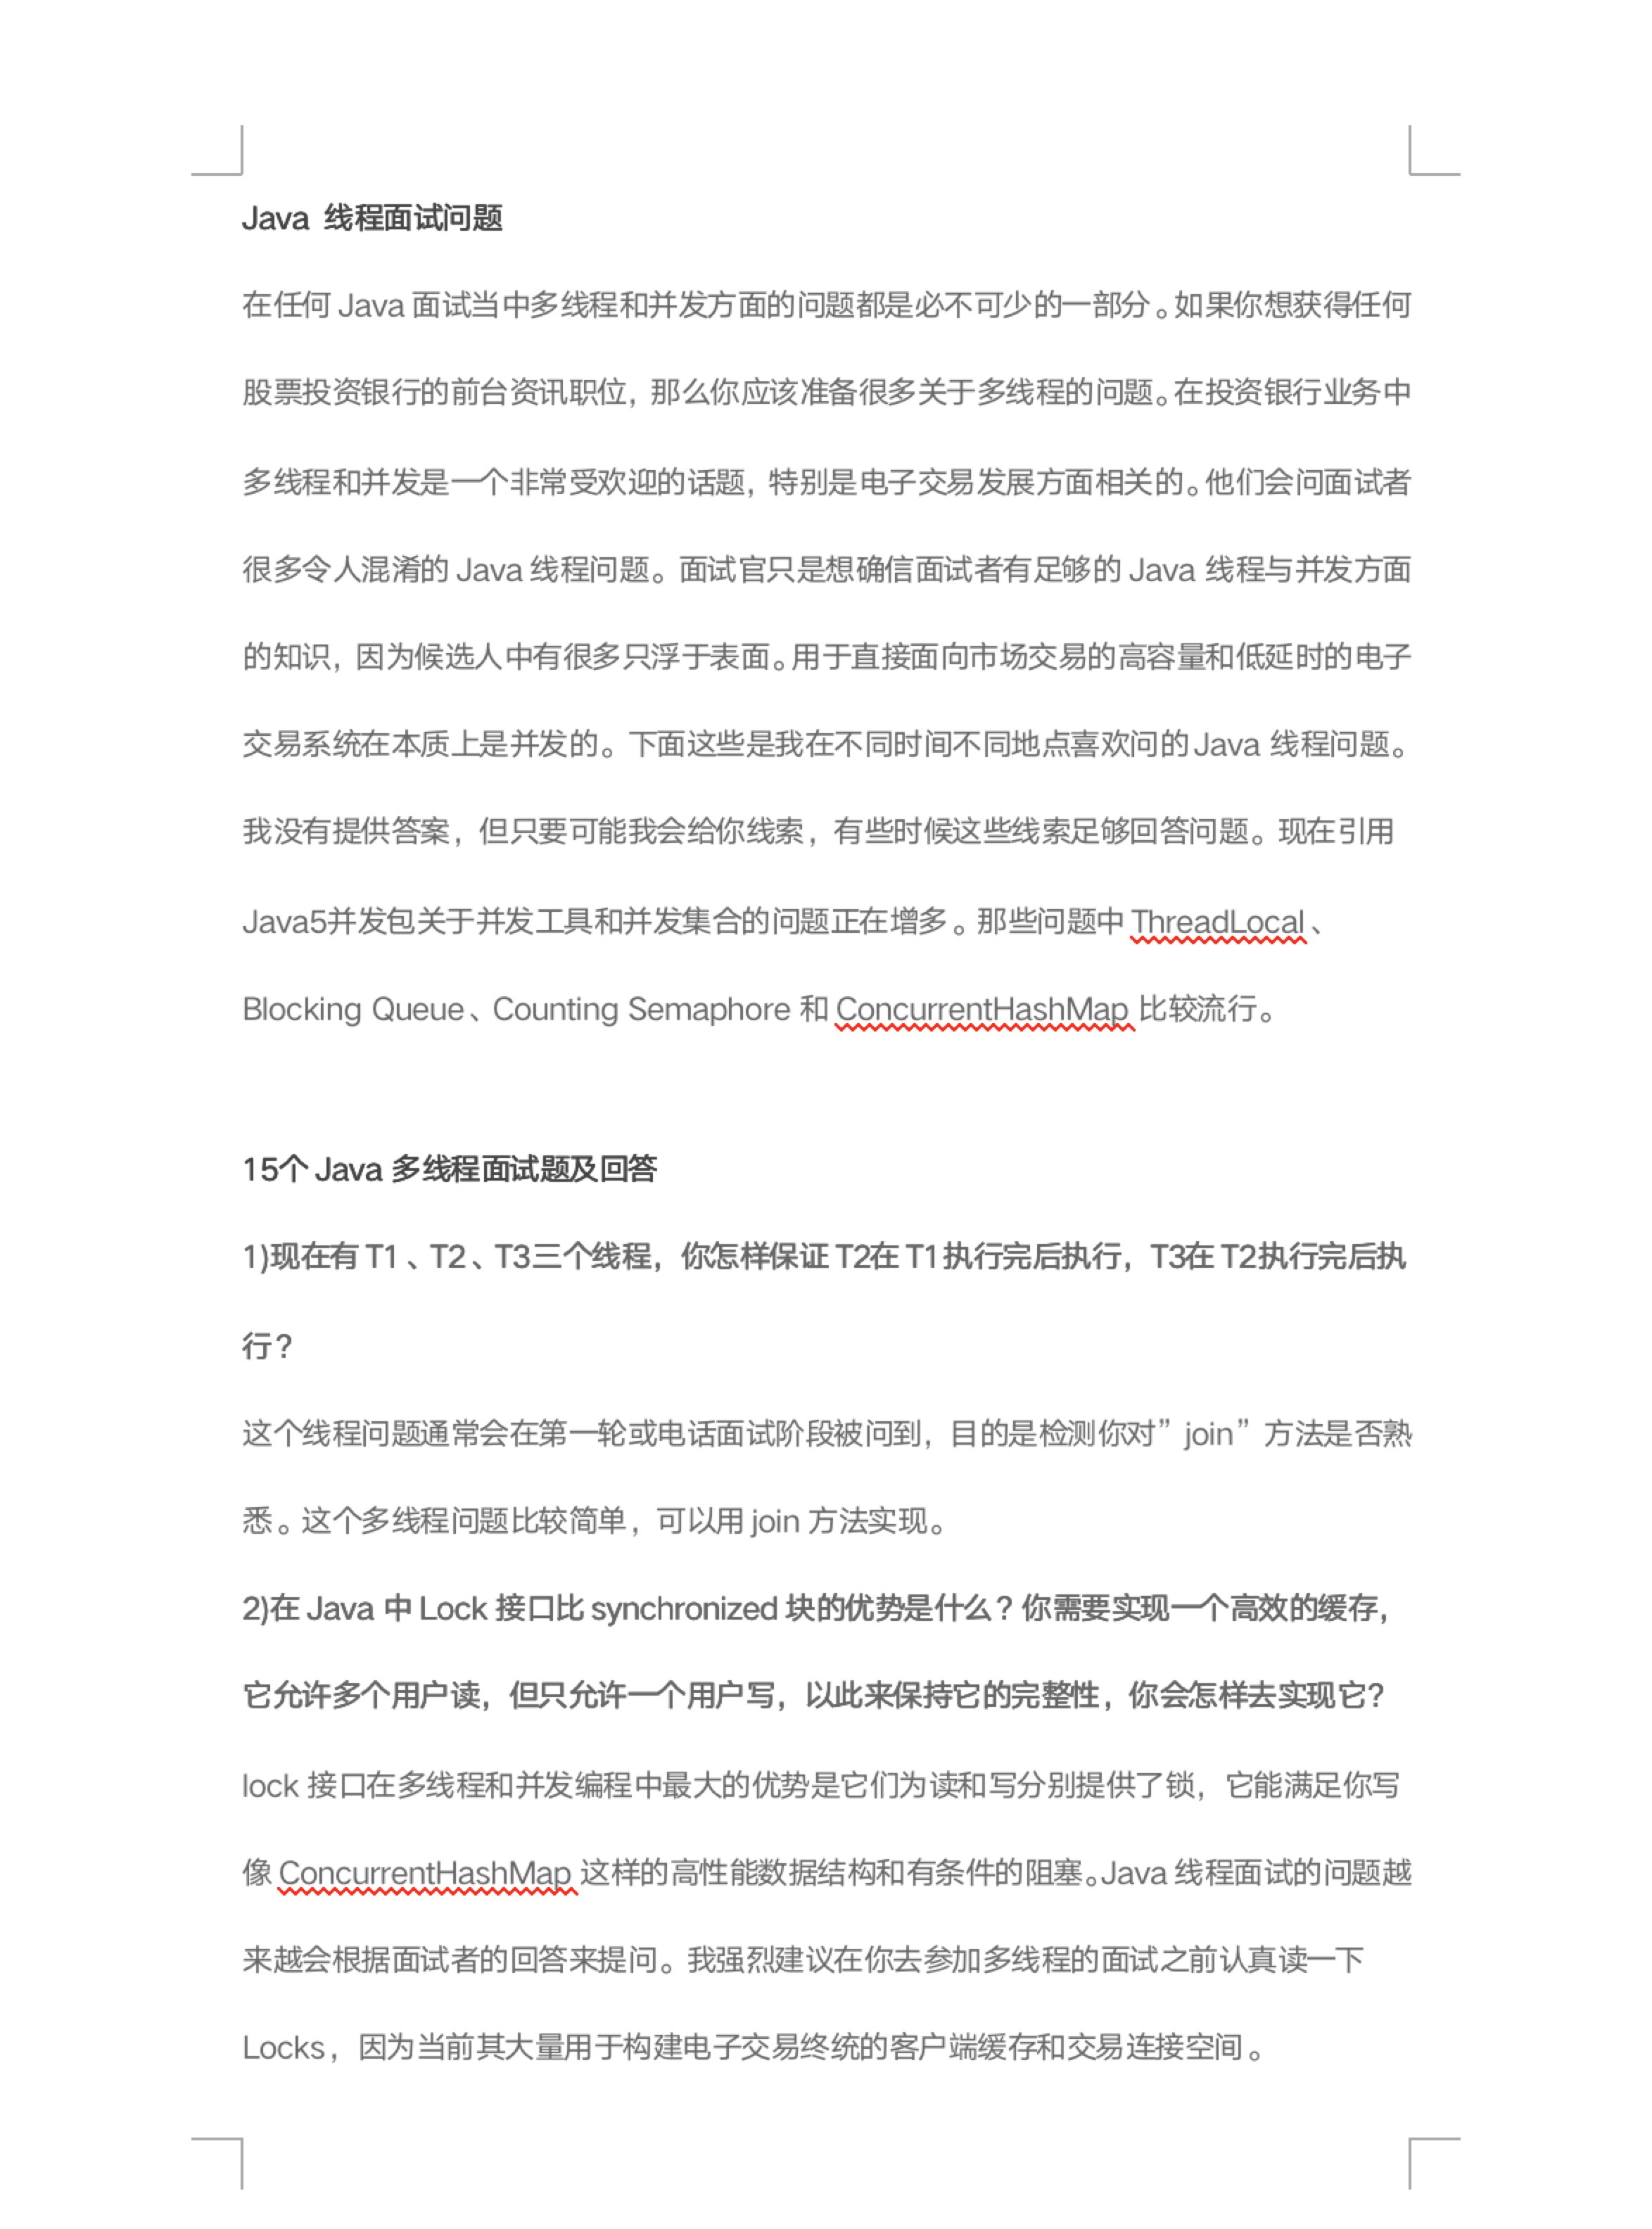 Java 线程面试问题
在任何 Java 面试当中多线程和并发方面的问题都是必不可少的一部分。如果你想获得任何
股票投资银行的前台资讯职位，那么你应该准备很多关于多线程的问题。在投资银行业务中
多线程和并发是一个非常受欢迎的话题，特别是电子交易发展方面相关的。他们会问面试者
很多令人混淆的 Java 线程问题。面试官只是想确信面试者有足够的 Java 线程与并发方面
的知识，因为候选人中有很多只浮于表面。用于直接面向市场交易的高容量和低延时的电子
交易系统在本质上是并发的。下面这些是我在不同时间不同地点喜欢问的Java 线程问题。
我没有提供答案，但只要可能我会给你线索，有些时候这些线索足够回答问题。现在引用
Java5并发包关于并发工具和并发集合的问题正在增多。那些问题中 ThreadLocal、
Blocking Queue、Counting Semaphore 和 ConcurrentHashMap 比较流行。
15个 Java 多线程面试题及回答
1)现在有 T1、T2、T3三个线程，你怎样保证 T2在 T1执行完后执行，T3在 T2执行完后执
行？
这个线程问题通常会在第一轮或电话面试阶段被问到，目的是检测你对”join”方法是否熟
悉。这个多线程问题比较简单，可以用 join 方法实现。
2)在 Java 中 Lock 接口比 synchronized 块的优势是什么？你需要实现一个高效的缓存，
它允许多个用户读，但只允许一个用户写，以此来保持它的完整性，你会怎样去实现它？
lock 接口在多线程和并发编程中最大的优势是它们为读和写分别提供了锁，它能满足你写
像 ConcurrentHashMap 这样的高性能数据结构和有条件的阻塞。Java 线程面试的问题越
来越会根据面试者的回答来提问。我强烈建议在你去参加多线程的面试之前认真读一下
Locks，因为当前其大量用于构建电子交易终统的客户端缓存和交易连接空间。